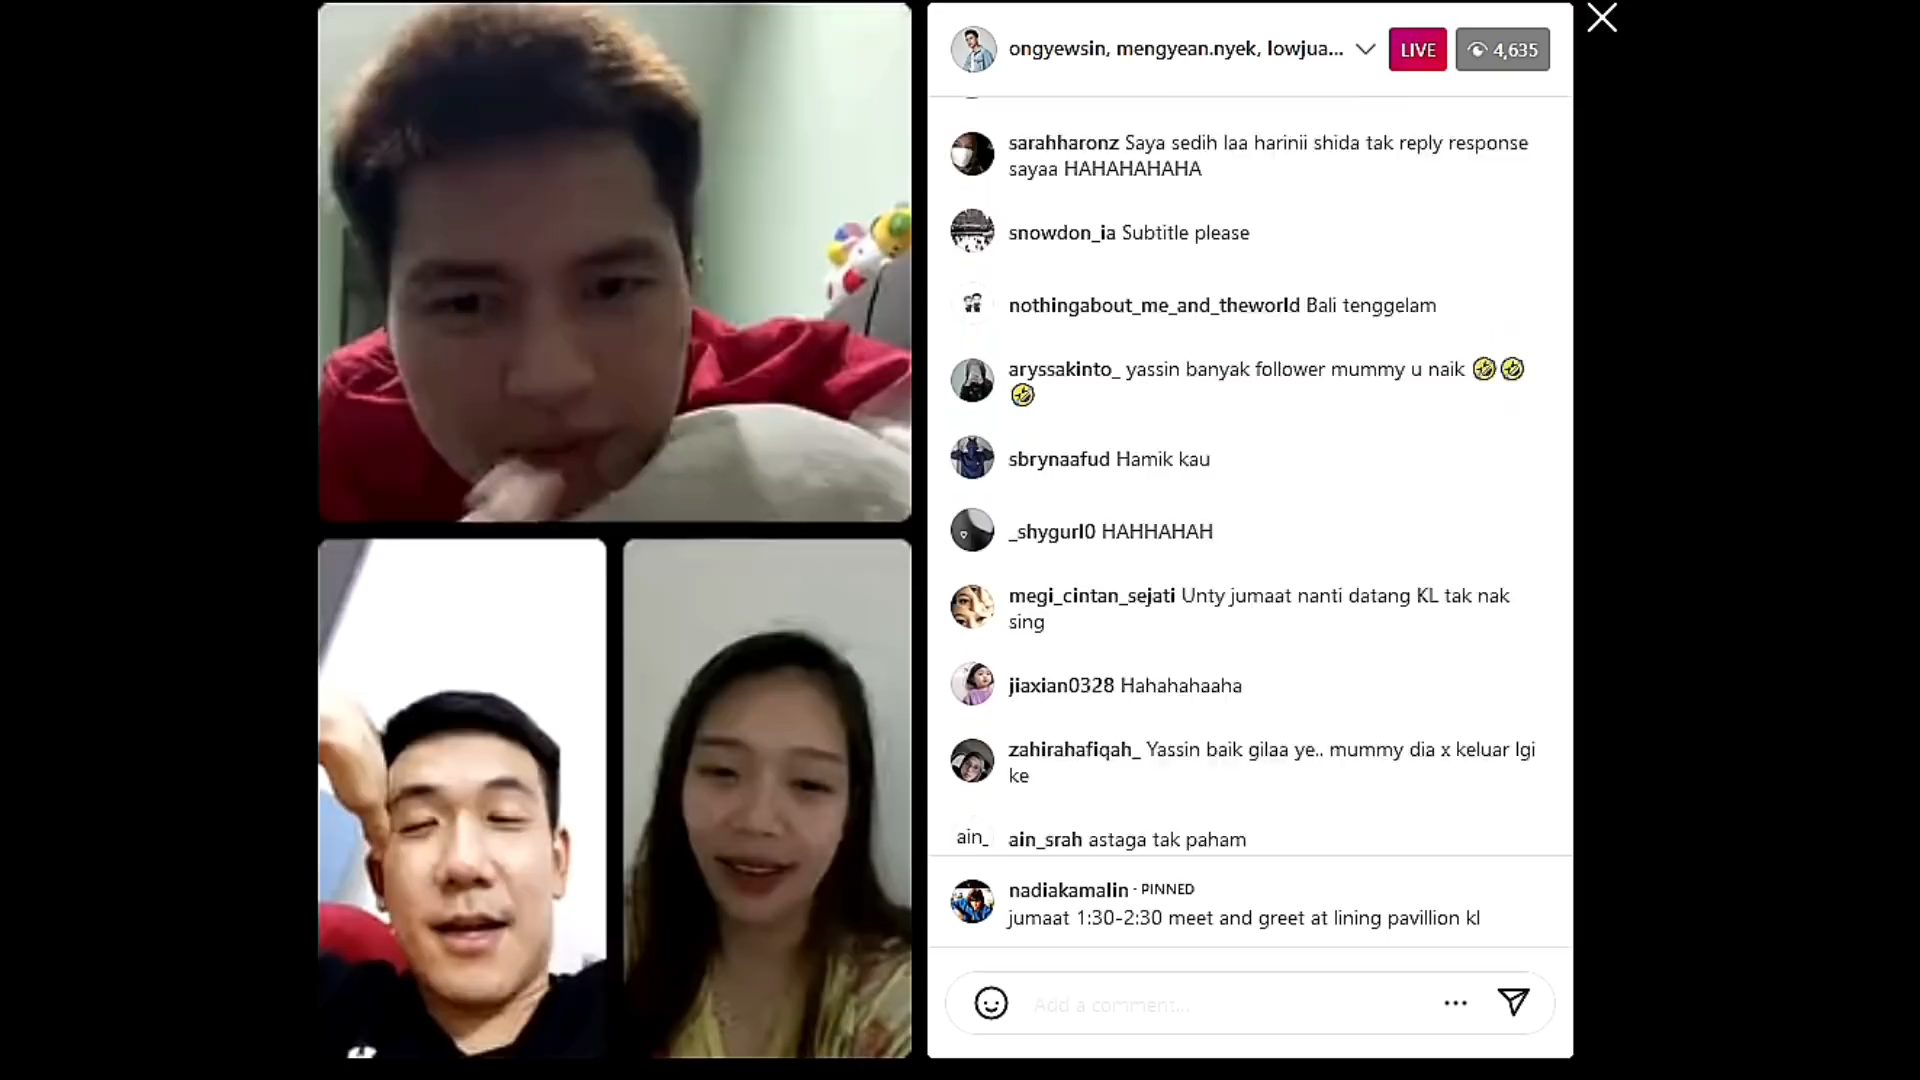 ongyewsin, mengyean.nyek, lowjua...
LIVE
4,635
sarahharonz Saya sedih laa harinii shida tak reply response
sayaa HAHAHAHAHA
snowdon_ia Subtitle please
nothingabout_me_and_theworld Bali tenggelam
aryssakinto_ yassin banyak follower mummy u naik 🤣🤣
🤣
sbrynaafud Hamik kau
_shygurl0 HAHHAHAH
megi_cintan_sejati Unty jumaat nanti datang KL tak nak
sing
jiaxian0328 Hahahahaaha
zahirahafiqah_ Yassin baik gilaa ye.. mummy dia x keluar lgi
ke
ain_
ain_srah astaga tak paham
nadiakamalin · PINNED
jumaat 1:30-2:30 meet and greet at lining pavillion kl
Add a comment...